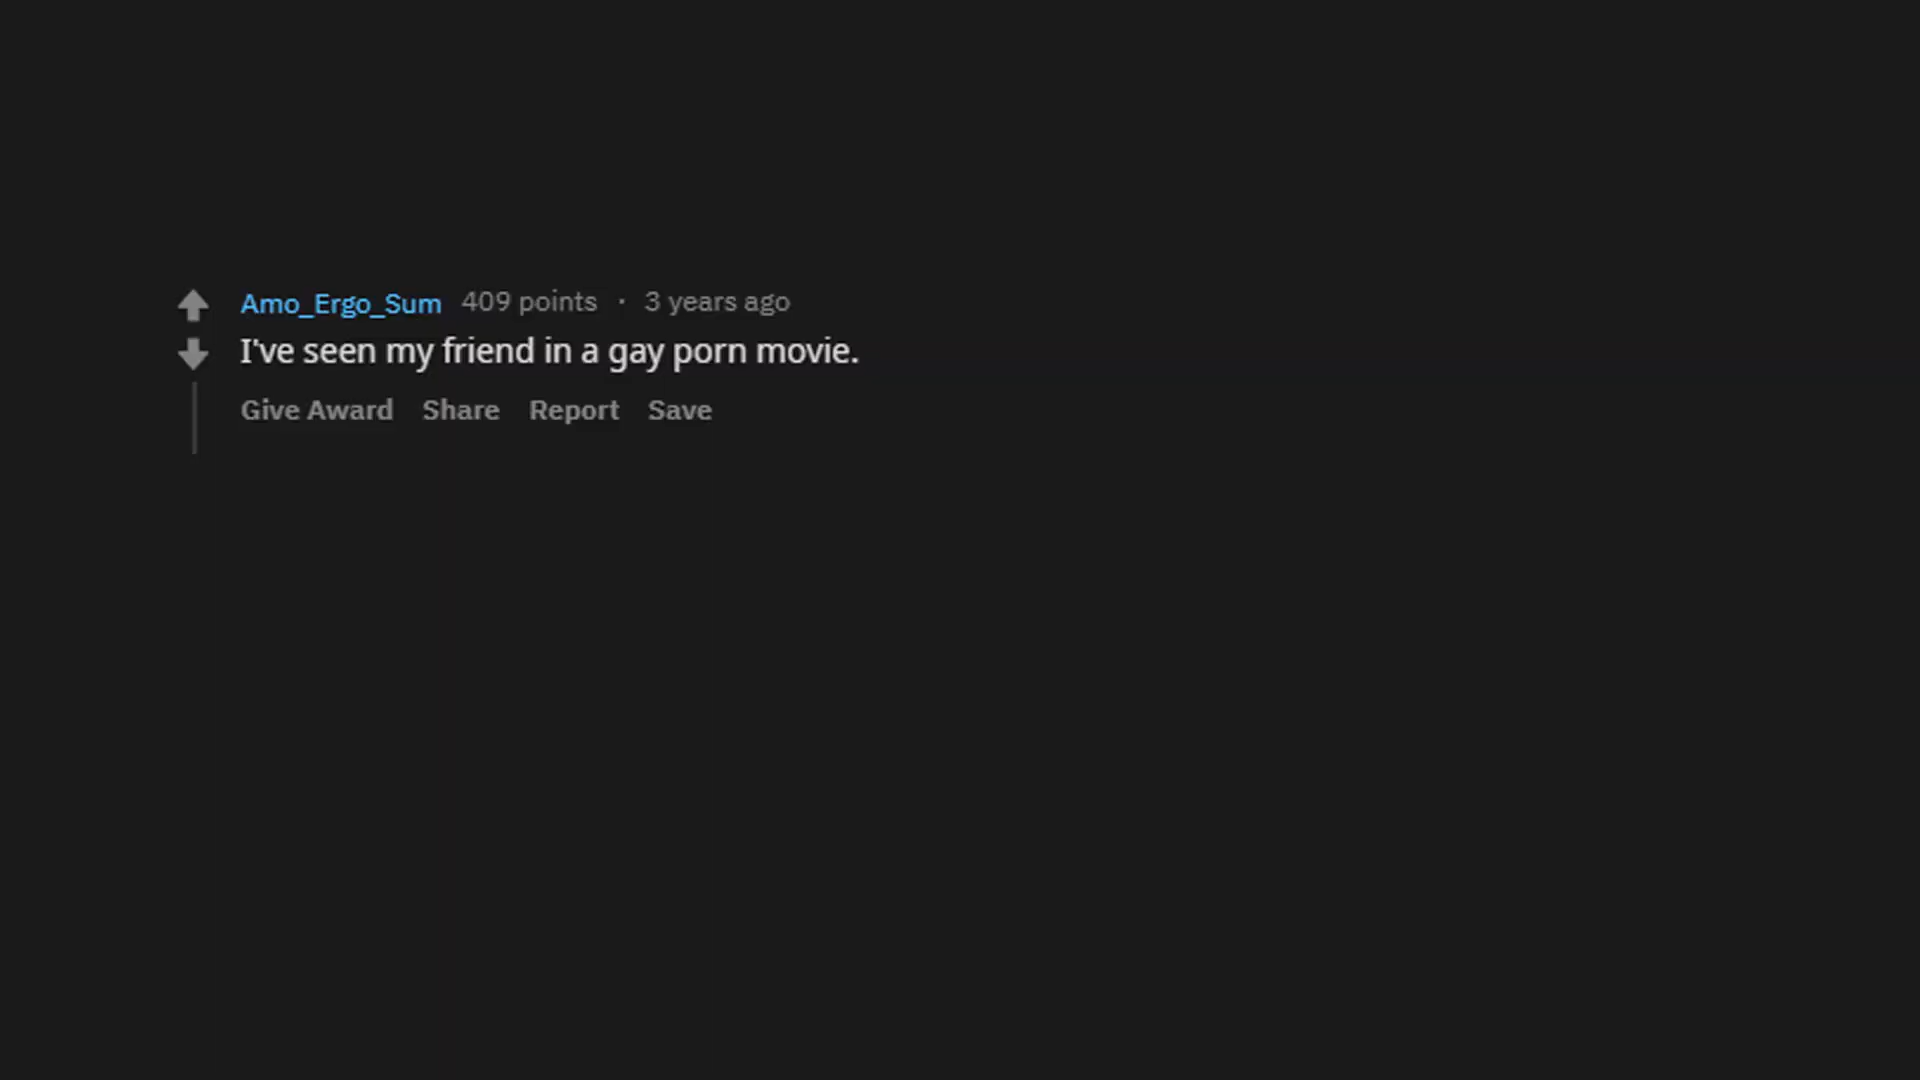 Amo_Ergo_Sum 409 points · 3 years ago
I've seen my friend in a gay porn movie.
Give Award Share Report Save